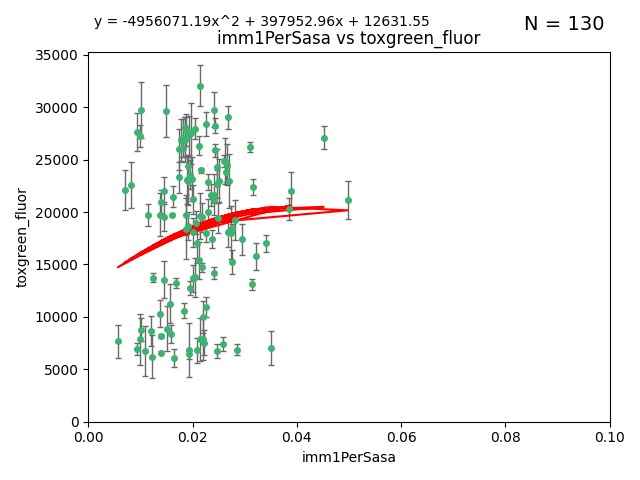 y = -4956071.19x^2 + 397952.96x + 12631.55
N = 130
imm1PerSasa vs toxgreen_fluor
35000
30000
25000
20000
15000
10000
5000
0
toxgreen_fluor
0.00 0.02 0.04 0.06 0.08 0.10
imm1PerSasa